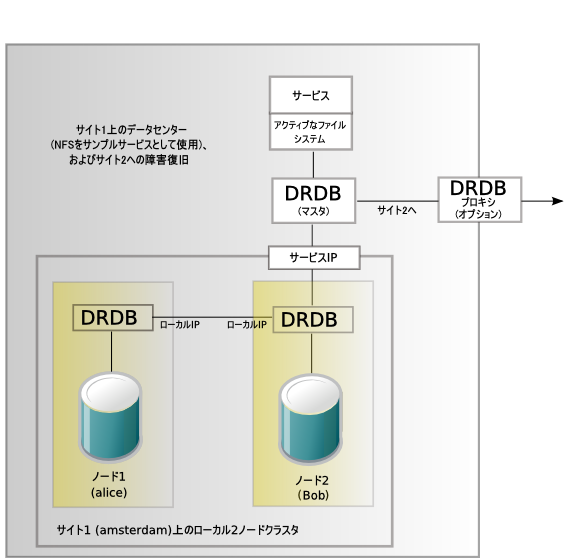 サービス
アクティブなファイル
システム
サイト1上のデータセンター
(NFSをサンプルサービスとして使用)、
およびサイト2への障害復旧
DRDB
(マスタ)
サイト2へ
DRDB
プロキシ
(オプション)
サービスIP
DRDB
ローカルIP
ローカルIP
DRDB
ノード1
(alice)
ノード2
(Bob)
サイト1 (amsterdam)上のローカル2ノードクラスタ